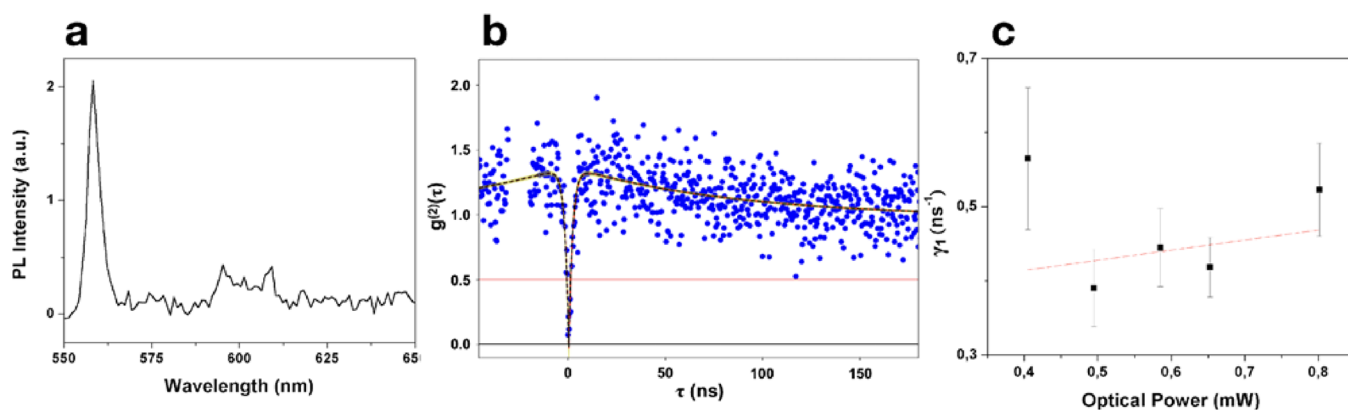 a
PL Intensity (a.u.)
2
1
0
550
575
600
625
65
Wavelength (nm)
b
g(2)(τ)
2.0
1.5
1.0
0.5
0.0
0
50
100
150
τ (ns)
c
γ1 (ns-1)
0,7
0,5
0,3
0,4
0,5
0,6
0,7
0,8
Optical Power (mW)